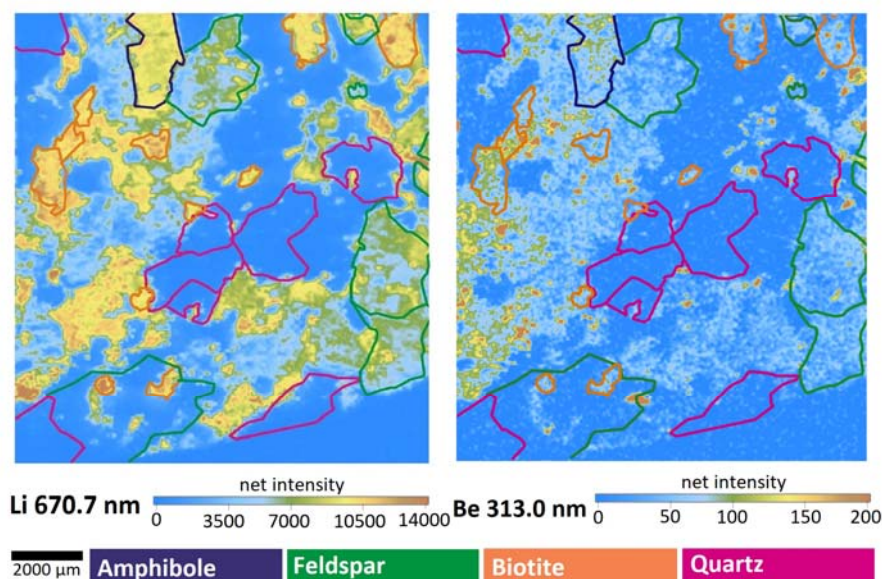 net intensity
Li 670.7 nm
0 3500 7000 10500 14000
net intensity
Be 313.0 nm
0 50 100 150 200
2000 µm
Amphibole
Feldspar
Biotite
Quartz